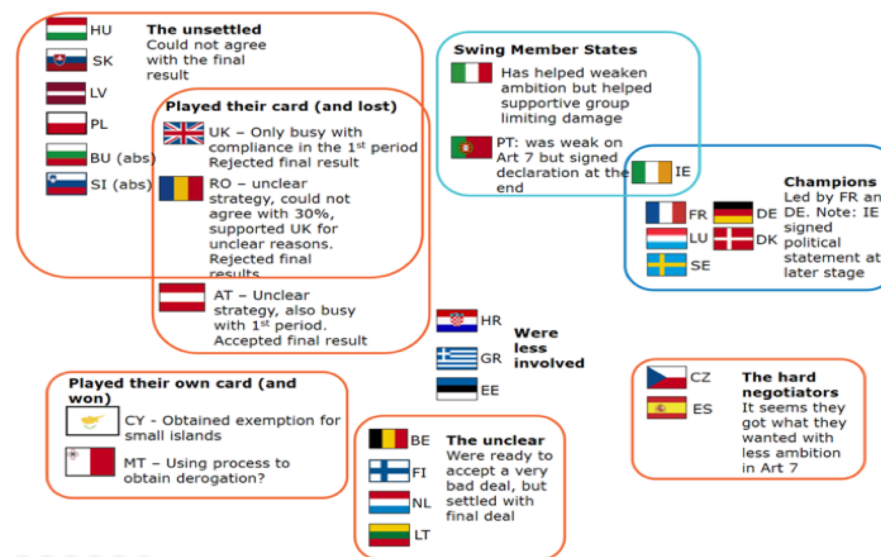 HU
SK
LV
PL
BU (abs)
SI (abs)
The unsettled
Could not agree
with the final
result
Played their card (and lost)
UK – Only busy with
compliance in the 1st period
Rejected final result
RO – unclear
strategy, could not
agree with 30%,
supported UK for
unclear reasons.
Rejected final
results
AT – Unclear
strategy, also busy
with 1st period.
Accepted final result
Swing Member States
Has helped weaken
ambition but helped
supportive group
limiting damage
PT: was weak on
Art 7 but signed
declaration at the
end
IE
FR
DE
LU
DK
SE
Champions
Led by FR an
DE. Note: IE
signed
political
statement at
later stage
HR
GR
EE
Were
less
involved
Played their own card (and
won)
CY - Obtained exemption for
small islands
MT – Using process to
obtain derogation?
BE
FI
NL
LT
The unclear
Were ready to
accept a very
bad deal, but
settled with
final deal
CZ
ES
The hard
negotiators
It seems they
got what they
wanted with
less ambition
in Art 7